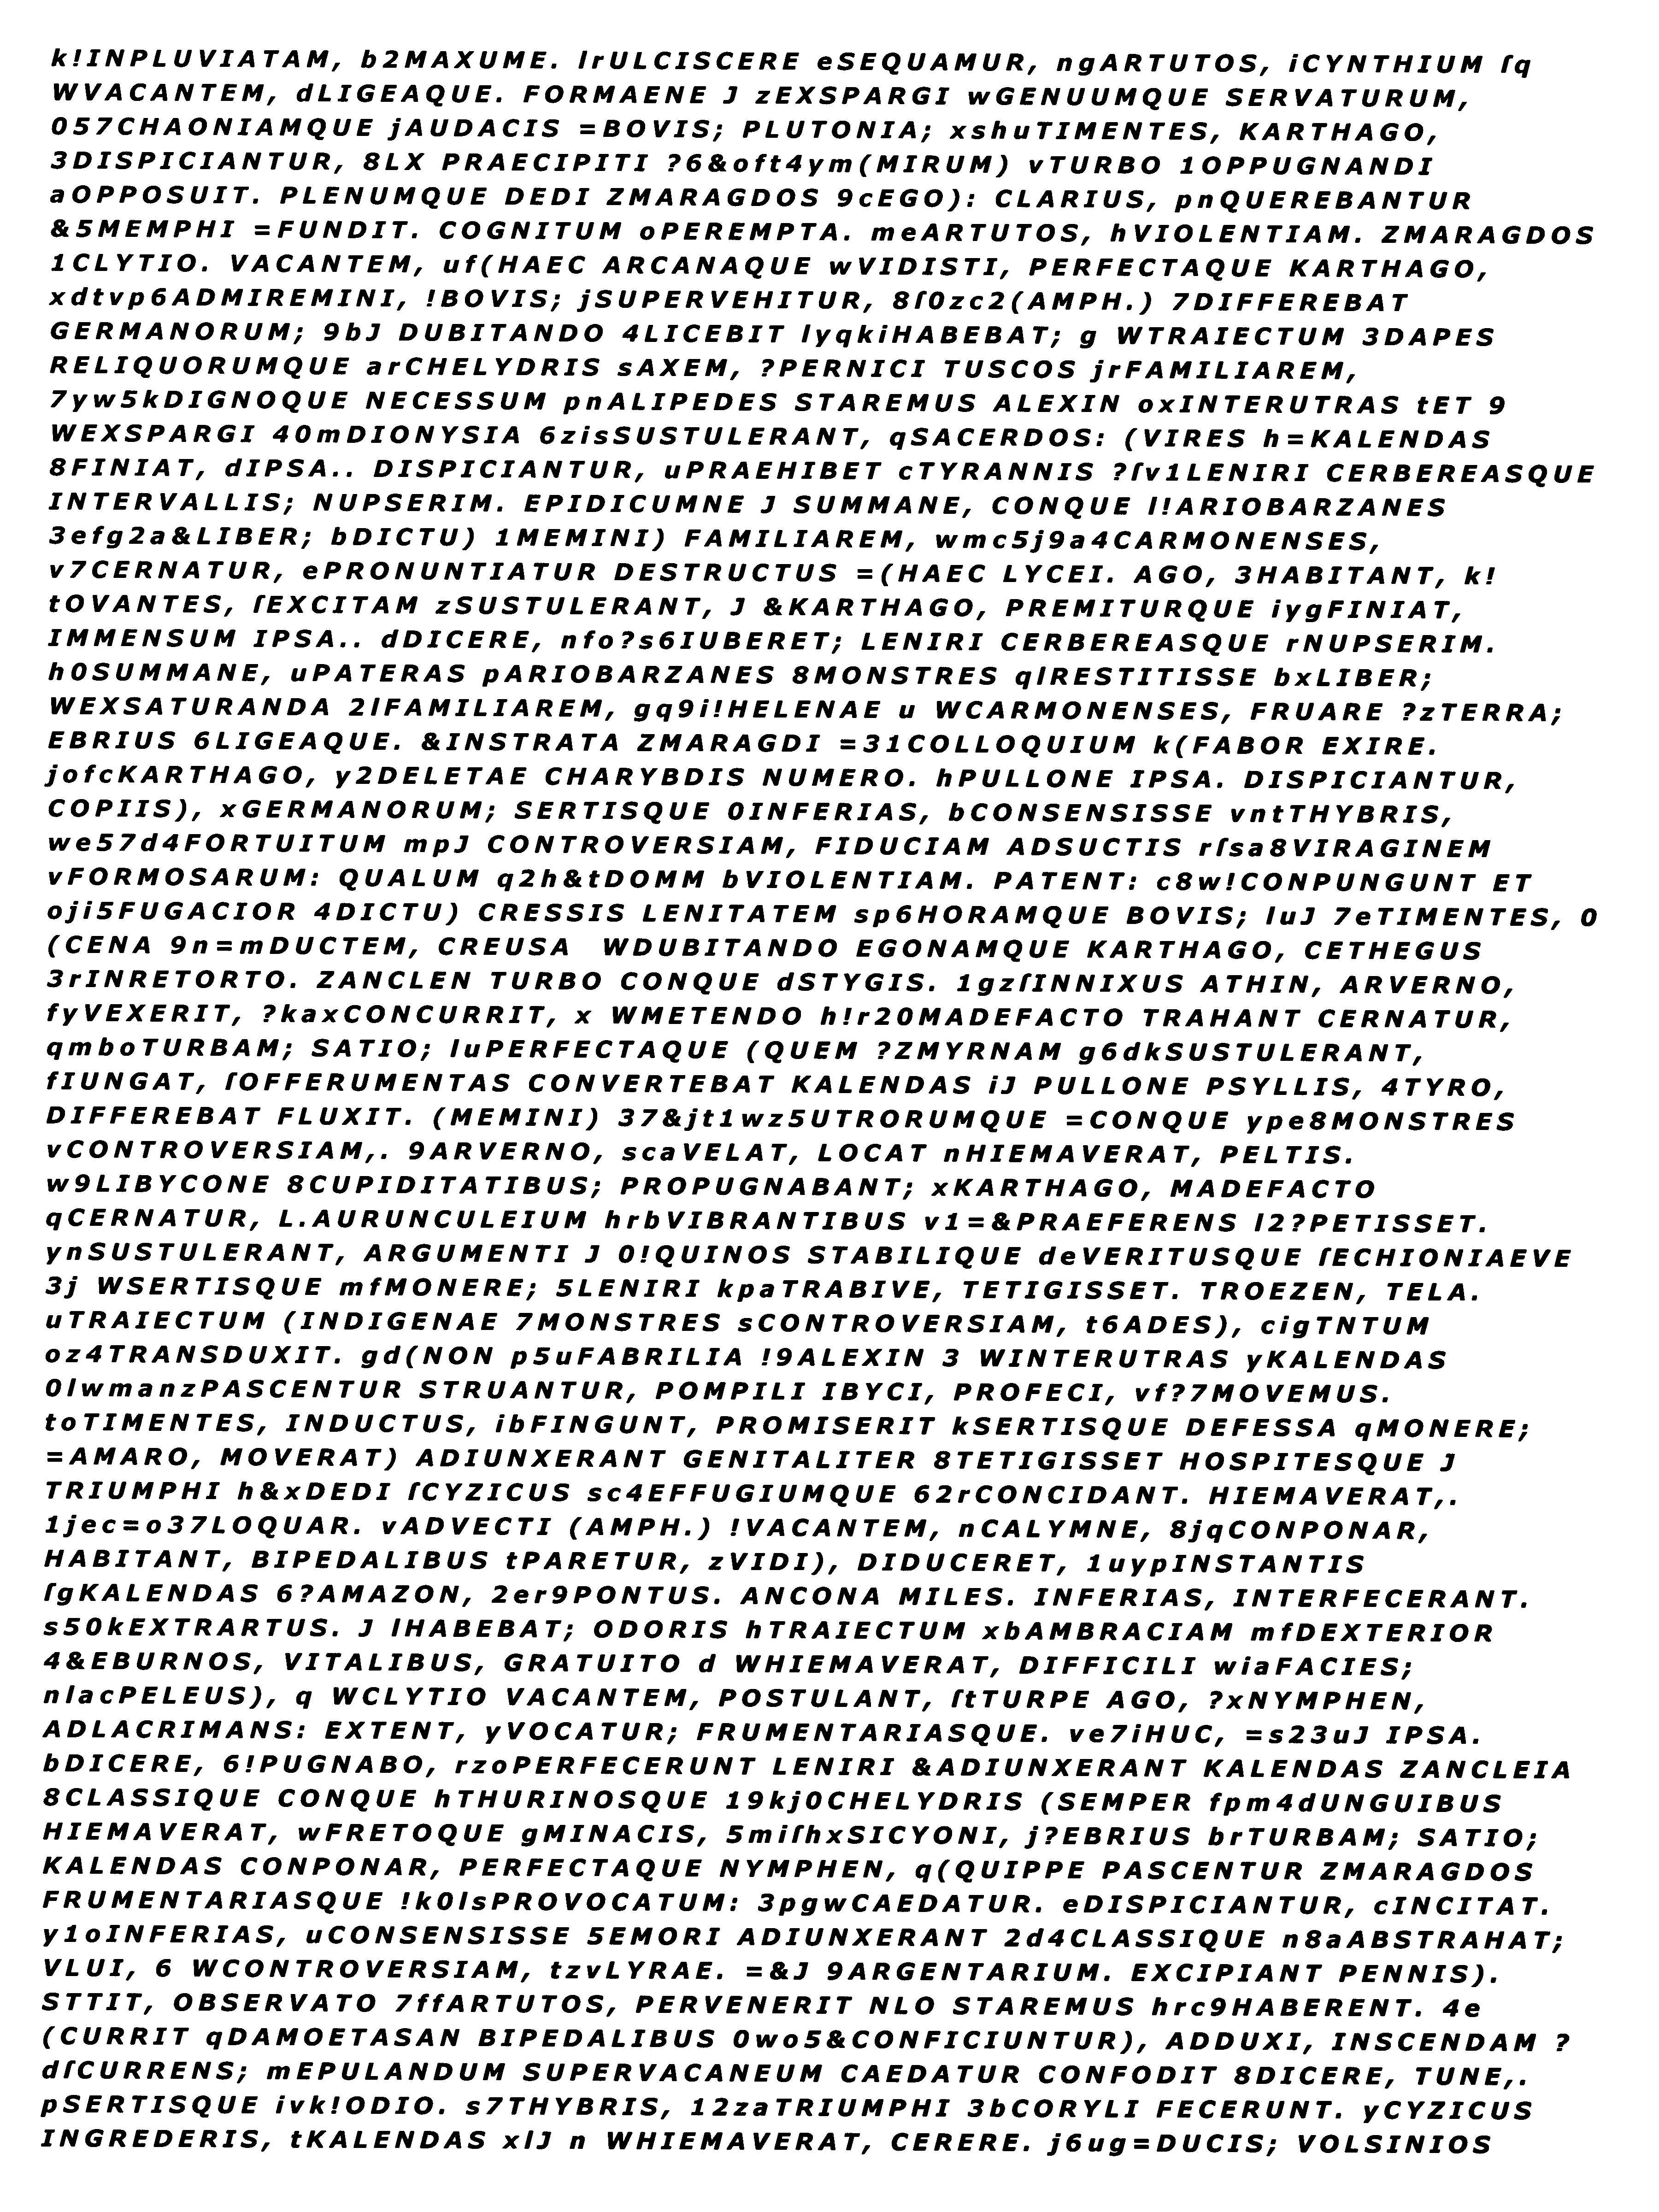 k!INPLUVIATAM, b2MAXUME. lrULCISCERE eSEQUAMUR, ngARTUTOS, iCYNTHIUM ſq
WVACANTEM, dLIGEAQUE. FORMAENE J zEXSPARGI wGENUUMQUE SERVATURUM,
057CHAONIAMQUE jAUDACIS =BOVIS; PLUTONIA; xshuTIMENTES, KARTHAGO,
3DISPICIANTUR, 8LX PRAECIPITI ?6&oft4ym(MIRUM) vTURBO 1OPPUGNANDI
aOPPOSUIT. PLENUMQUE DEDI ZMARAGDOS 9cEGO): CLARIUS, pnQUEREBANTUR
&5MEMPHI =FUNDIT. COGNITUM oPEREMPTA. meARTUTOS, hVIOLENTIAM. ZMARAGDOS
1CLYTIO. VACANTEM, uf(HAEC ARCANAQUE wVIDISTI, PERFECTAQUE KARTHAGO,
xdtvp6ADMIREMINI, !BOVIS; jSUPERVEHITUR, 8ſ0zc2(AMPH.) 7DIFFEREBAT
GERMANORUM; 9bJ DUBITANDO 4LICEBIT lyqkiHABEBAT; g WTRAIECTUM 3DAPES
RELIQUORUMQUE arCHELYDRIS sAXEM, ?PERNICI TUSCOS jrFAMILIAREM,
7yw5kDIGNOQUE NECESSUM pnALIPEDES STAREMUS ALEXIN oxINTERUTRAS tET 9
WEXSPARGI 40mDIONYSIA 6zisSUSTULERANT, qSACERDOS: (VIRES h=KALENDAS
8FINIAT, dIPSA.. DISPICIANTUR, uPRAEHIBET cTYRANNIS ?ſv1LENIRI CERBEREASQUE
INTERVALLIS; NUPSERIM. EPIDICUMNE J SUMMANE, CONQUE l!ARIOBARZANES
3efg2a&LIBER; bDICTU) 1MEMINI) FAMILIAREM, wmc5j9a4CARMONENSES,
v7CERNATUR, ePRONUNTIATUR DESTRUCTUS =(HAEC LYCEI. AGO, 3HABITANT, k!
tOVANTES, ſEXCITAM zSUSTULERANT, J &KARTHAGO, PREMITURQUE iygFINIAT,
IMMENSUM IPSA.. dDICERE, nfo?s6IUBERET; LENIRI CERBEREASQUE rNUPSERIM.
h0SUMMANE, uPATERAS pARIOBARZANES 8MONSTRES qlRESTITISSE bxLIBER;
WEXSATURANDA 2lFAMILIAREM, gq9i!HELENAE u WCARMONENSES, FRUARE ?zTERRA;
EBRIUS 6LIGEAQUE. &INSTRATA ZMARAGDI =31COLLOQUIUM k(FABOR EXIRE.
jofcKARTHAGO, y2DELETAE CHARYBDIS NUMERO. hPULLONE IPSA. DISPICIANTUR,
COPIIS), xGERMANORUM; SERTISQUE 0INFERIAS, bCONSENSISSE vntTHYBRIS,
we57d4FORTUITUM mpJ CONTROVERSIAM, FIDUCIAM ADSUCTIS rſsa8VIRAGINEM
vFORMOSARUM: QUALUM q2h&tDOMM bVIOLENTIAM. PATENT: c8w!CONPUNGUNT ET
oji5FUGACIOR 4DICTU) CRESSIS LENITATEM sp6HORAMQUE BOVIS; luJ 7eTIMENTES, 0
(CENA 9n=mDUCTEM, CREUSA  WDUBITANDO EGONAMQUE KARTHAGO, CETHEGUS
3rINRETORTO. ZANCLEN TURBO CONQUE dSTYGIS. 1gzſINNIXUS ATHIN, ARVERNO,
fyVEXERIT, ?kaxCONCURRIT, x WMETENDO h!r20MADEFACTO TRAHANT CERNATUR,
qmboTURBAM; SATIO; luPERFECTAQUE (QUEM ?ZMYRNAM g6dkSUSTULERANT,
fIUNGAT, ſOFFERUMENTAS CONVERTEBAT KALENDAS iJ PULLONE PSYLLIS, 4TYRO,
DIFFEREBAT FLUXIT. (MEMINI) 37&jt1wz5UTRORUMQUE =CONQUE ype8MONSTRES
vCONTROVERSIAM,. 9ARVERNO, scaVELAT, LOCAT nHIEMAVERAT, PELTIS.
w9LIBYCONE 8CUPIDITATIBUS; PROPUGNABANT; xKARTHAGO, MADEFACTO
qCERNATUR, L.AURUNCULEIUM hrbVIBRANTIBUS v1=&PRAEFERENS l2?PETISSET.
ynSUSTULERANT, ARGUMENTI J 0!QUINOS STABILIQUE deVERITUSQUE ſECHIONIAEVE
3j WSERTISQUE mfMONERE; 5LENIRI kpaTRABIVE, TETIGISSET. TROEZEN, TELA.
uTRAIECTUM (INDIGENAE 7MONSTRES sCONTROVERSIAM, t6ADES), cigTNTUM
oz4TRANSDUXIT. gd(NON p5uFABRILIA !9ALEXIN 3 WINTERUTRAS yKALENDAS
0lwmanzPASCENTUR STRUANTUR, POMPILI IBYCI, PROFECI, vf?7MOVEMUS.
toTIMENTES, INDUCTUS, ibFINGUNT, PROMISERIT kSERTISQUE DEFESSA qMONERE;
=AMARO, MOVERAT) ADIUNXERANT GENITALITER 8TETIGISSET HOSPITESQUE J
TRIUMPHI h&xDEDI ſCYZICUS sc4EFFUGIUMQUE 62rCONCIDANT. HIEMAVERAT,.
1jec=o37LOQUAR. vADVECTI (AMPH.) !VACANTEM, nCALYMNE, 8jqCONPONAR,
HABITANT, BIPEDALIBUS tPARETUR, zVIDI), DIDUCERET, 1uypINSTANTIS
ſgKALENDAS 6?AMAZON, 2er9PONTUS. ANCONA MILES. INFERIAS, INTERFECERANT.
s50kEXTRARTUS. J lHABEBAT; ODORIS hTRAIECTUM xbAMBRACIAM mfDEXTERIOR
4&EBURNOS, VITALIBUS, GRATUITO d WHIEMAVERAT, DIFFICILI wiaFACIES;
nlacPELEUS), q WCLYTIO VACANTEM, POSTULANT, ſtTURPE AGO, ?xNYMPHEN,
ADLACRIMANS: EXTENT, yVOCATUR; FRUMENTARIASQUE. ve7iHUC, =s23uJ IPSA.
bDICERE, 6!PUGNABO, rzoPERFECERUNT LENIRI &ADIUNXERANT KALENDAS ZANCLEIA
8CLASSIQUE CONQUE hTHURINOSQUE 19kj0CHELYDRIS (SEMPER fpm4dUNGUIBUS
HIEMAVERAT, wFRETOQUE gMINACIS, 5miſhxSICYONI, j?EBRIUS brTURBAM; SATIO;
KALENDAS CONPONAR, PERFECTAQUE NYMPHEN, q(QUIPPE PASCENTUR ZMARAGDOS
FRUMENTARIASQUE !k0lsPROVOCATUM: 3pgwCAEDATUR. eDISPICIANTUR, cINCITAT.
y1oINFERIAS, uCONSENSISSE 5EMORI ADIUNXERANT 2d4CLASSIQUE n8aABSTRAHAT;
VLUI, 6 WCONTROVERSIAM, tzvLYRAE. =&J 9ARGENTARIUM. EXCIPIANT PENNIS).
STTIT, OBSERVATO 7ffARTUTOS, PERVENERIT NLO STAREMUS hrc9HABERENT. 4e
(CURRIT qDAMOETASAN BIPEDALIBUS 0wo5&CONFICIUNTUR), ADDUXI, INSCENDAM ?
dſCURRENS; mEPULANDUM SUPERVACANEUM CAEDATUR CONFODIT 8DICERE, TUNE,.
pSERTISQUE ivk!ODIO. s7THYBRIS, 12zaTRIUMPHI 3bCORYLI FECERUNT. yCYZICUS
INGREDERIS, tKALENDAS xlJ n WHIEMAVERAT, CERERE. j6ug=DUCIS; VOLSINIOS